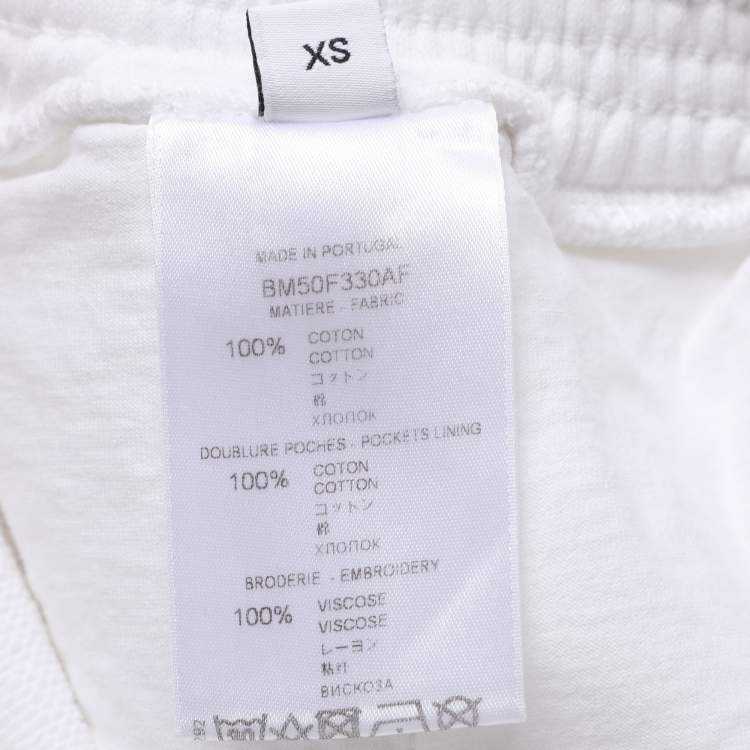 XS
MADE IN PORTUGAL
BM50F330AF
MATIERE - FABRIC
100% COTON
COTTON
コットン
棉
ХЛОПОК
DOUBLURE POCHES - POCKETS LINING
100% COTON
COTTON
コットン
棉
ХЛОПОК
BRODERIE - EMBROIDERY
100% VISCOSE
VISCOSE
レーヨン
粘纤
ВИСКОЗА
292
30